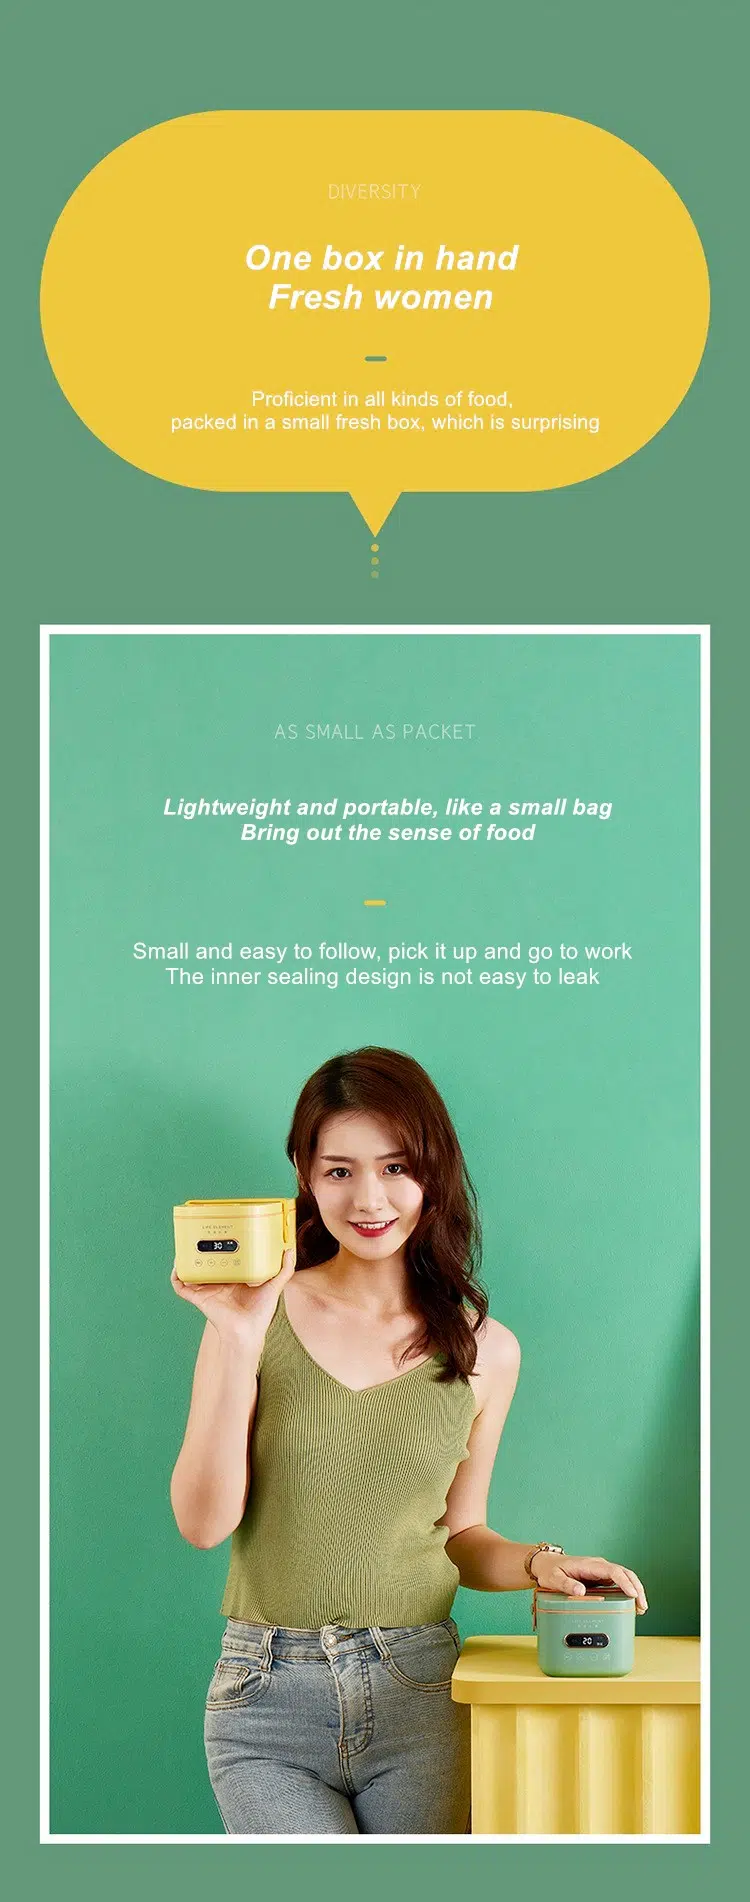 DIVERSITY
One box in hand
Fresh women
Proficient in all kinds of food,
packed in a small fresh box, which is surprising
AS SMALL AS PACKET
Lightweight and portable, like a small bag
Bring out the sense of food
Small and easy to follow, pick it up and go to work
The inner sealing design is not easy to leak
LIFE ELEMENT
30
20